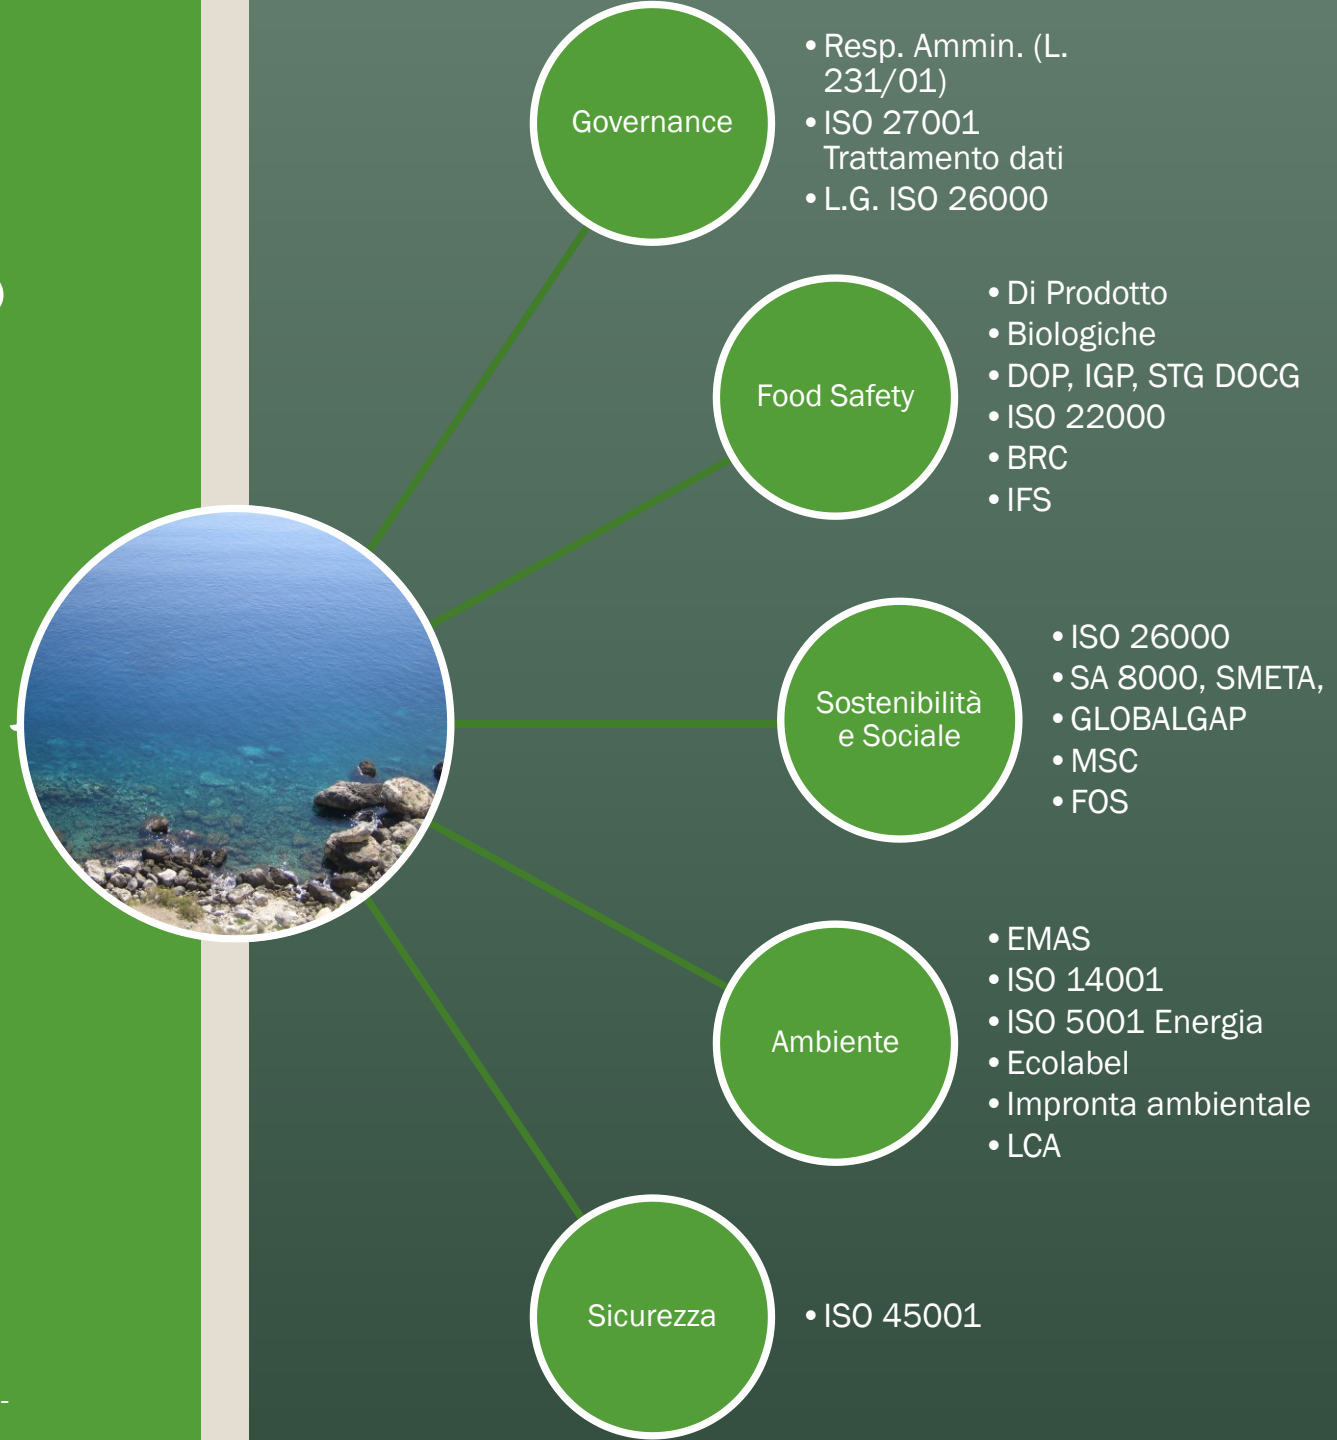 Governance
• Resp. Ammin. (L.
231/01)
• ISO 27001
Trattamento dati
• L.G. ISO 26000
Food Safety
• Di Prodotto
• Biologiche
• DOP, IGP, STG DOCG
• ISO 22000
• BRC
• IFS
Sostenibilità
e Sociale
• ISO 26000
• SA 8000, SMETA,
• GLOBALGAP
• MSC
• FOS
Ambiente
• EMAS
• ISO 14001
• ISO 5001 Energia
• Ecolabel
• Impronta ambientale
• LCA
Sicurezza
• ISO 45001